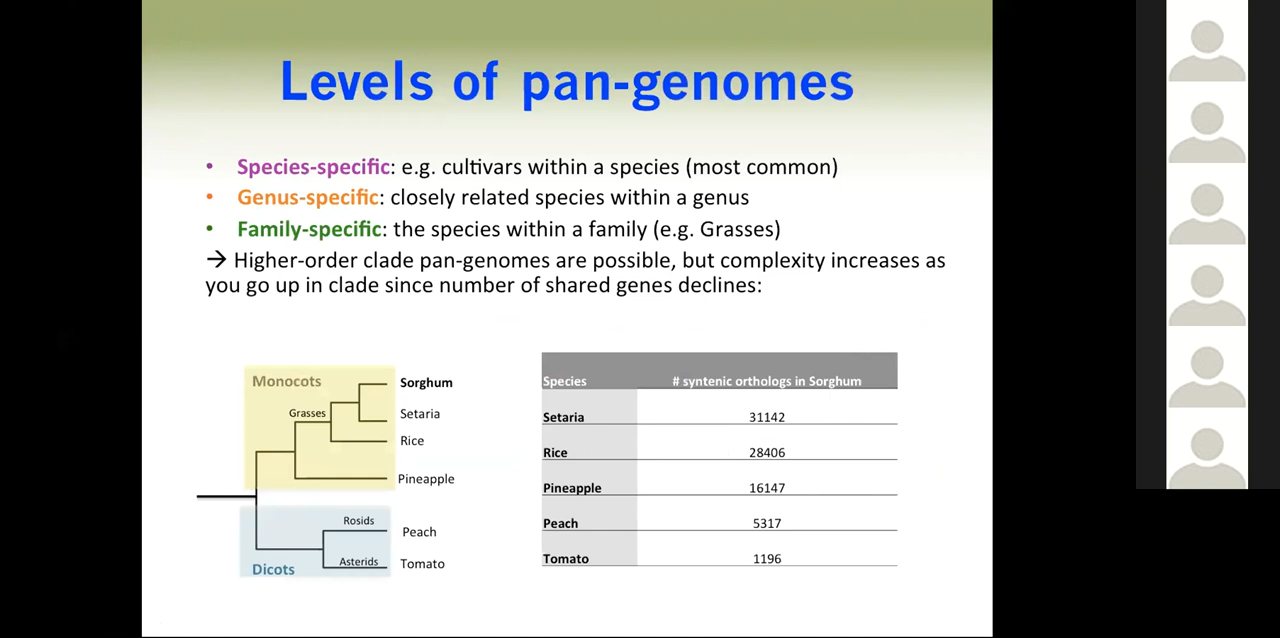 Levels of pan-genomes
• Species-specific: e.g. cultivars within a species (most common)
• Genus-specific: closely related species within a genus
• Family-specific: the species within a family (e.g. Grasses)
→ Higher-order clade pan-genomes are possible, but complexity increases as
you go up in clade since number of shared genes declines:
Monocots
Grasses
Sorghum
Setaria
Rice
Pineapple
Rosids
Peach
Asterids
Tomato
Dicots
Species # syntenic orthologs in Sorghum
Setaria 31142
Rice 28406
Pineapple 16147
Peach 5317
Tomato 1196